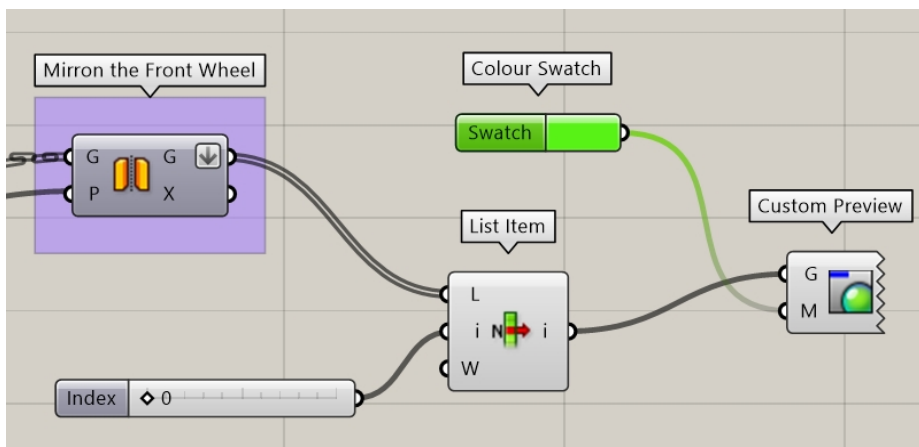 Mirron the Front Wheel
G G
P X
Colour Swatch
Swatch
List Item
L
i N i
W
Index 0
Custom Preview
G
M